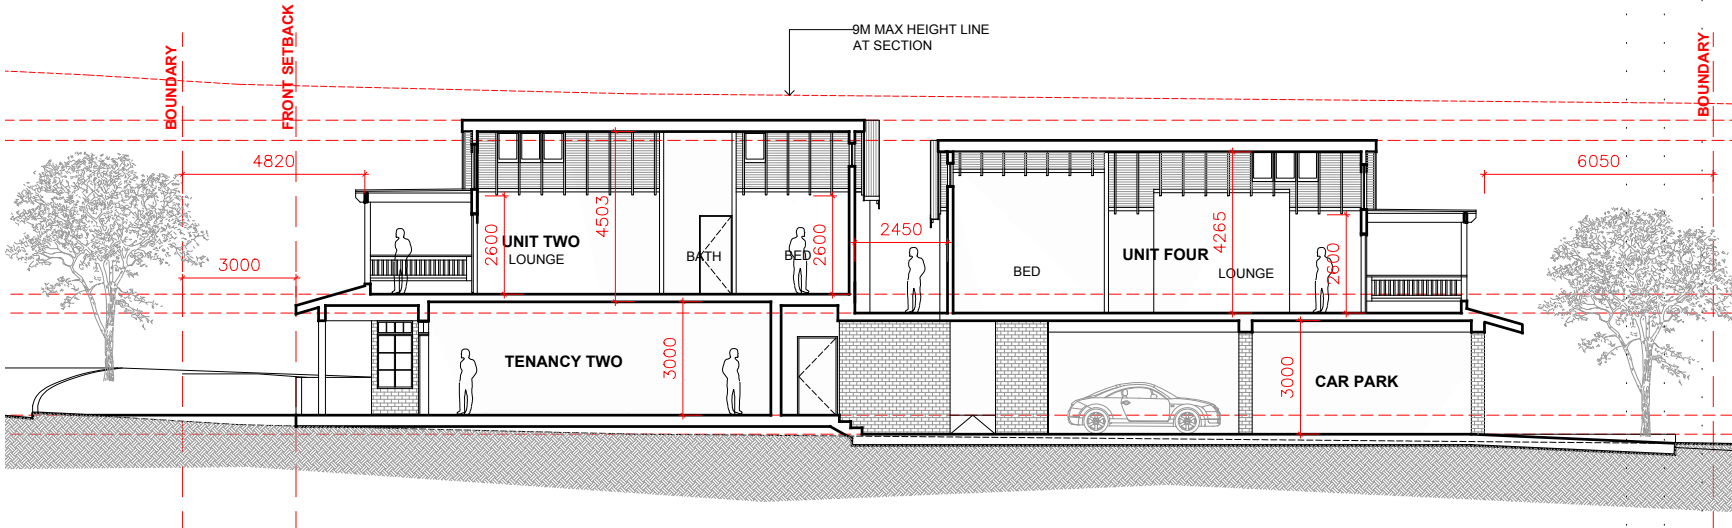 9M MAX HEIGHT LINE
AT SECTION
BOUNDARY
FRONT SETBACK
BOUNDARY
4820
6050
3000
2600
UNIT TWO
LOUNGE
4503
BATH
BED
2600
2450
BED
UNIT FOUR
4265
LOUNGE
2600
TENANCY TWO
3000
3000
CAR PARK